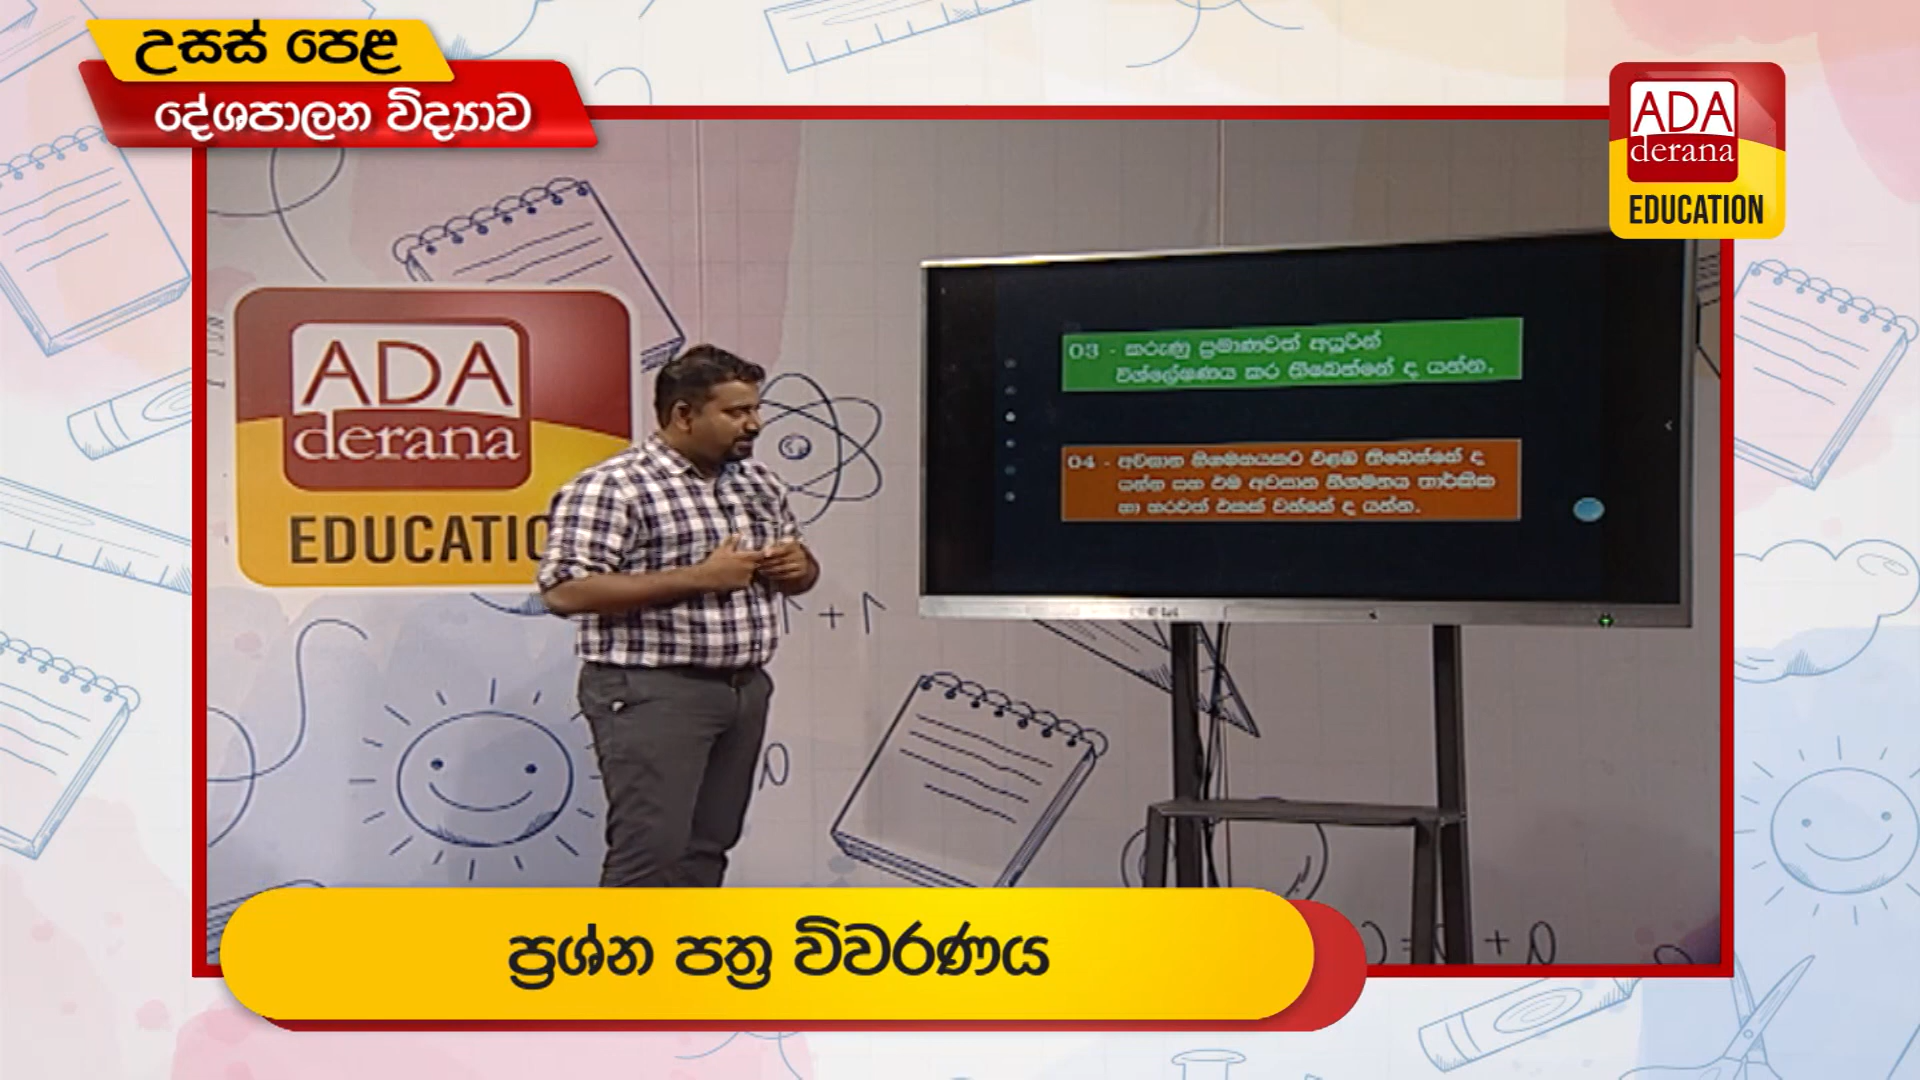 උසස් පෙළ
දේශපාලන විද්‍යාව
ADA
derana
EDUCATION
ADA
derana
EDUCATIO
03 - කරුණු ප්‍රමාණවත් අයුරින්
විශ්ලේෂණය කර තිබෙන්නේ ද යන්න.
04 - අවසාන නිගමනයකට එළඹ තිබෙන්නේ ද
යන්න සහ එම අවසාන නිගමනය තාර්කික
හා හරවත් එකක් වන්නේ ද යන්න.
ප්‍රශ්න පත්‍ර විවරණය